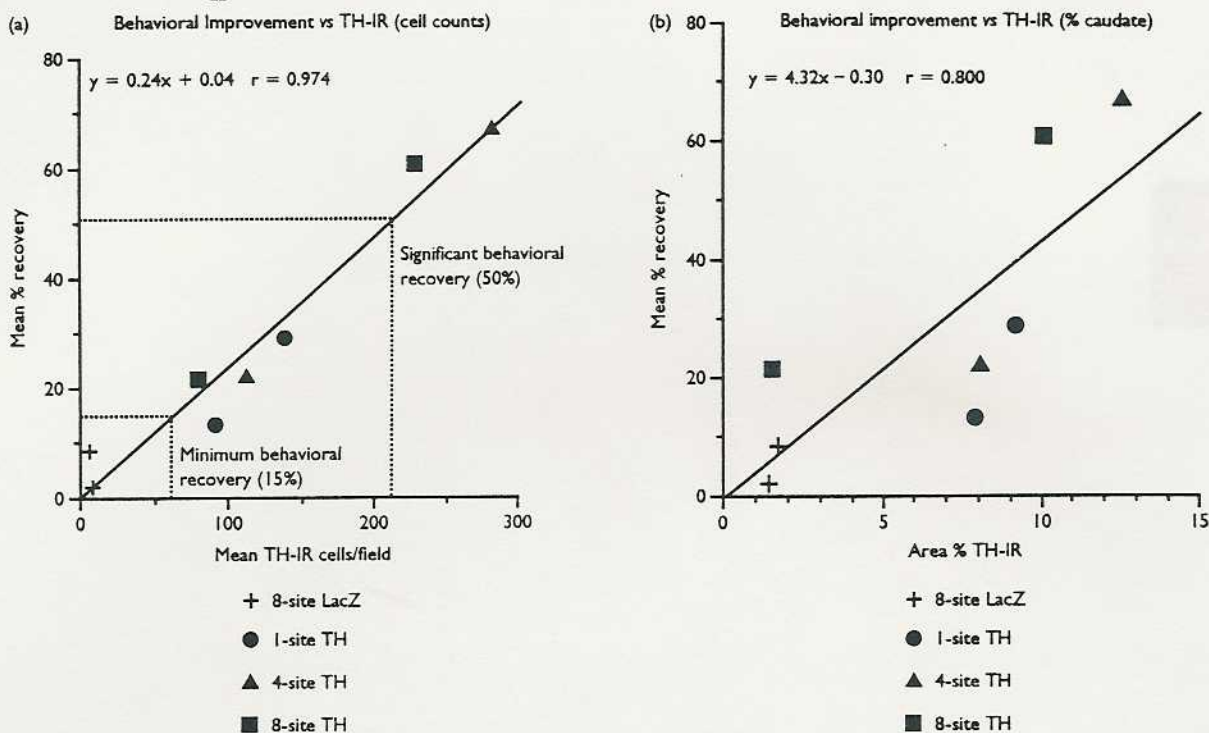 (a)
Behavioral Improvement vs TH-IR (cell counts)
80
y = 0.24x + 0.04 r = 0.974
60
Mean % recovery
40
20
0
Significant behavioral
recovery (50%)
Minimum behavioral
recovery (15%)
0 100 200 300
Mean TH-IR cells/field
8-site LacZ
1-site TH
4-site TH
8-site TH
(b)
Behavioral improvement vs TH-IR (% caudate)
80
y = 4.32x – 0.30 r = 0.800
60
Mean % recovery
40
20
0
0 5 10 15
Area % TH-IR
8-site LacZ
1-site TH
4-site TH
8-site TH